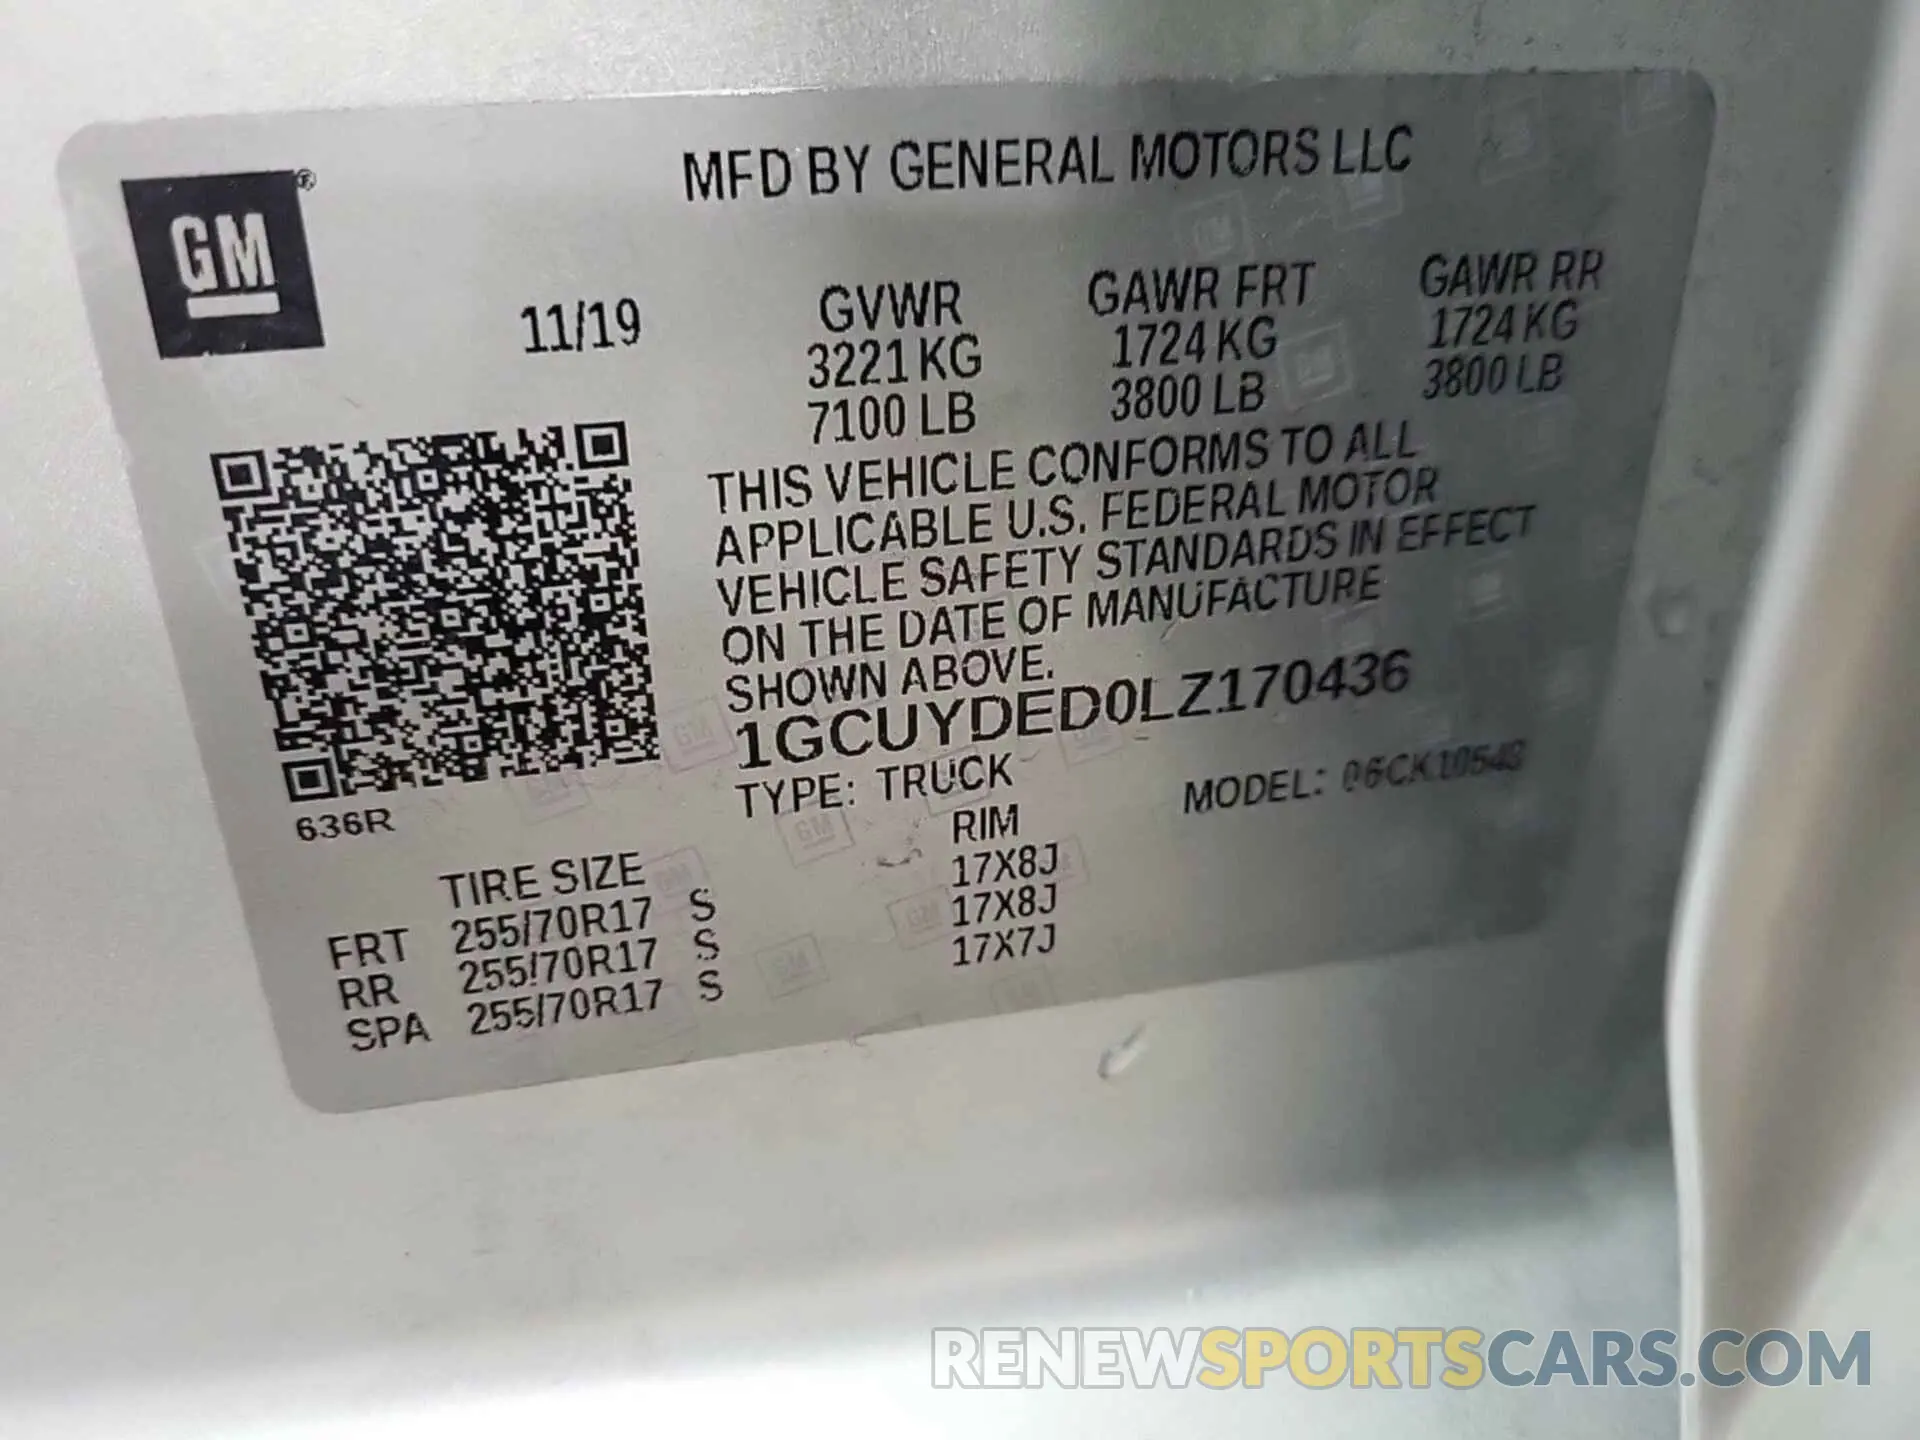 MFD BY GENERAL MOTORS LLC
GM ®
11/19
GVWR GAWR FRT GAWR RR
3221 KG 1724 KG 1724 KG
7100 LB 3800 LB 3800 LB
THIS VEHICLE CONFORMS TO ALL
APPLICABLE U.S. FEDERAL MOTOR
VEHICLE SAFETY STANDARDS IN EFFECT
ON THE DATE OF MANUFACTURE
SHOWN ABOVE.
1GCUYDED0LZ170436
TYPE: TRUCK MODEL:
636R
TIRE SIZE RIM
FRT 255/70R17 S 17X8J
RR 255/70R17 S 17X8J
SPA 255/70R17 S 17X7J
RENEWSPORTSCARS.COM